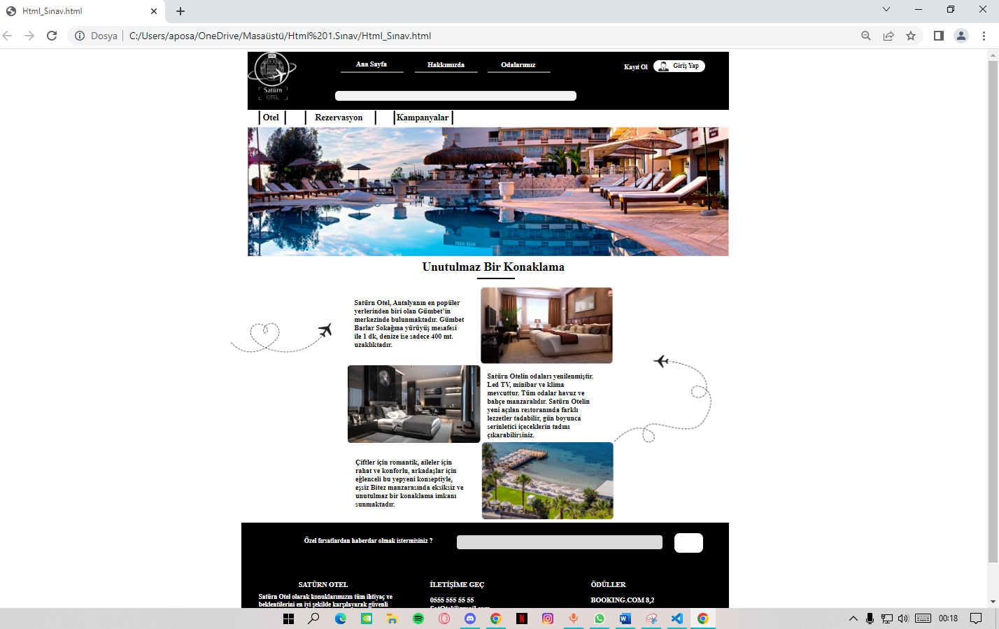 Html_Sınav.html
Dosya
C:/Users/aposa/OneDrive/Masaüstü/Html%201.Sınav/Html_Sınav.html
Satürn
OTEL
Ana Sayfa
Hakkımızda
Odalarımız
Kayıt Ol
Giriş Yap
Otel
Rezervasyon
Kampanyalar
Unutulmaz Bir Konaklama
Satürn Otel, Antalyanın en popüler
yerlerinden biri olan Gümbet'in
merkezinde bulunmaktadır. Gümbet
Barlar Sokağına yürüyüş mesafesi
ile 1 dk, denize ise sadece 400 mt.
uzaklıktadır.
Satürn Otelin odaları yenilenmiştir.
Led TV, minibar ve klima
mevcuttur. Tüm odalar havuz ve
bahçe manzaralıdır. Satürn Otelin
yeni açılan restoranında farklı
lezzetler tadabilir, gün boyunca
serinletici içeceklerin tadını
çıkarabilirsiniz.
Çiftler için romantik, aileler için
rahat ve konforlu, arkadaşlar için
eğlenceli bu yepyeni konseptiyle,
eşsiz Bitez manzarasında eksiksiz ve
unutulmaz bir konaklama imkanı
sunmaktadır.
Özel fırsatlardan haberdar olmak istermisiniz ?
SATÜRN OTEL
Satürn Otel olarak konuklarımızın tüm ihtiyaç ve
beklentilerini en iyi şekilde karşılayarak güvenli
İLETİŞİME GEÇ
0555 555 55 55
ÖDÜLLER
BOOKING.COM 8,2
00:18